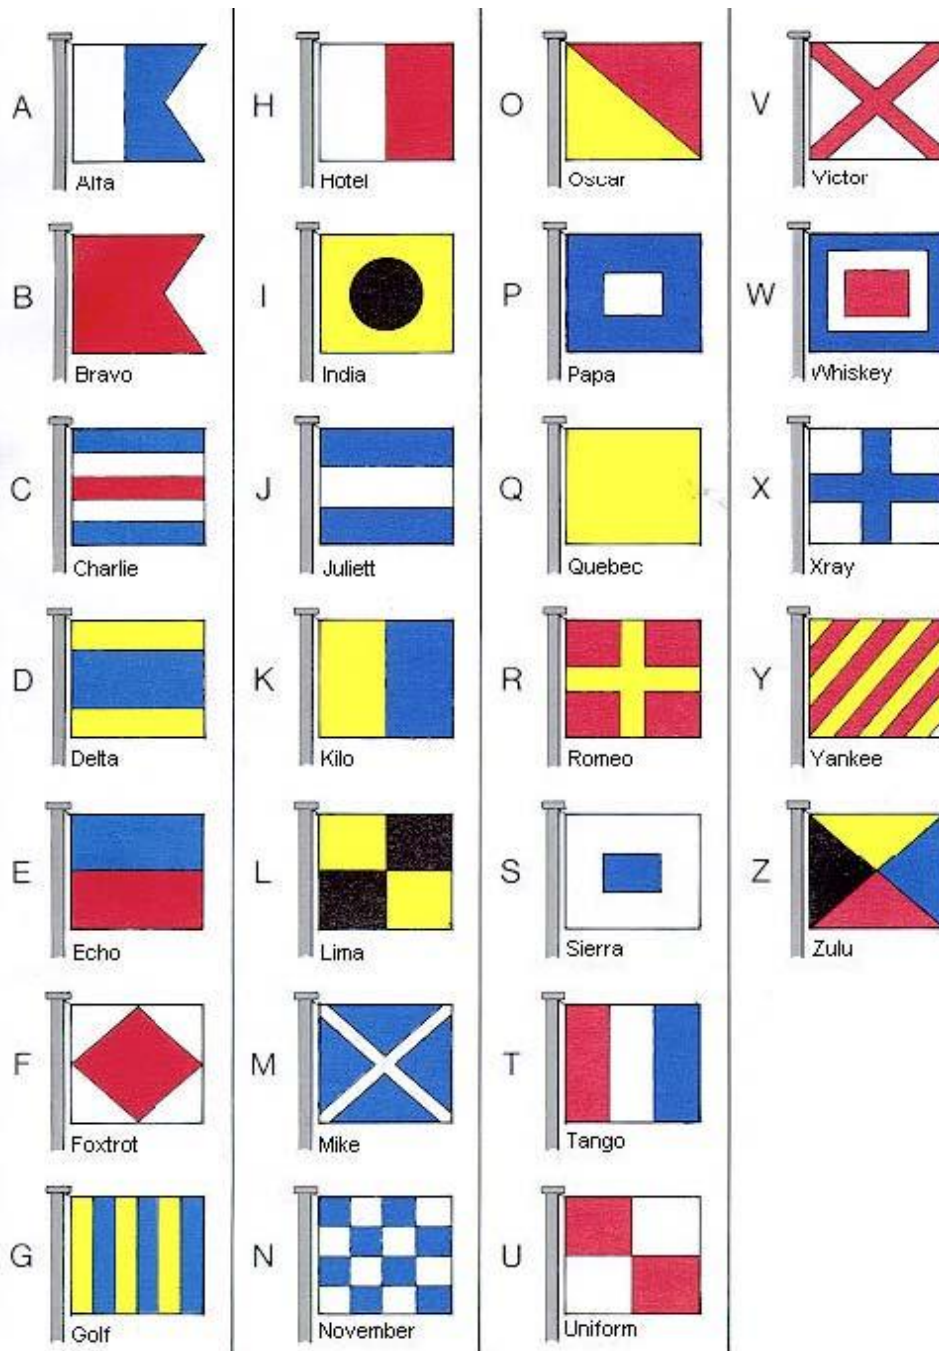 A
Alfa
B
Bravo
C
Charlie
D
Delta
E
Echo
F
Foxtrot
G
Golf
H
Hotel
I
India
J
Juliett
K
Kilo
L
Lima
M
Mike
N
November
O
Oscar
P
Papa
Q
Quebec
R
Romeo
S
Sierra
T
Tango
U
Uniform
V
Victor
W
Whiskey
X
Xray
Y
Yankee
Z
Zulu